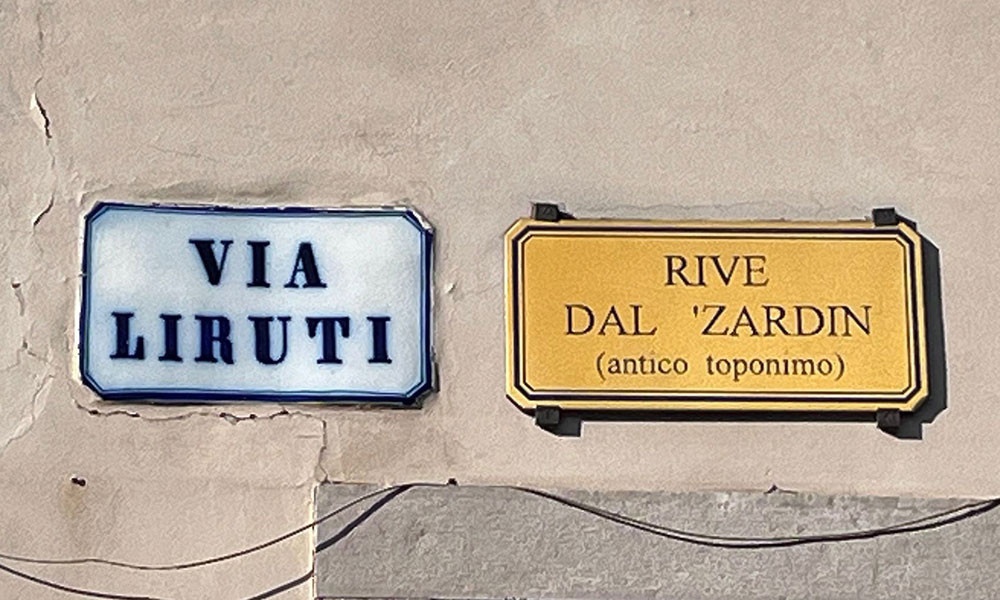 VIA
LIRUTI
RIVE
DAL 'ZARDIN
(antico toponimo)